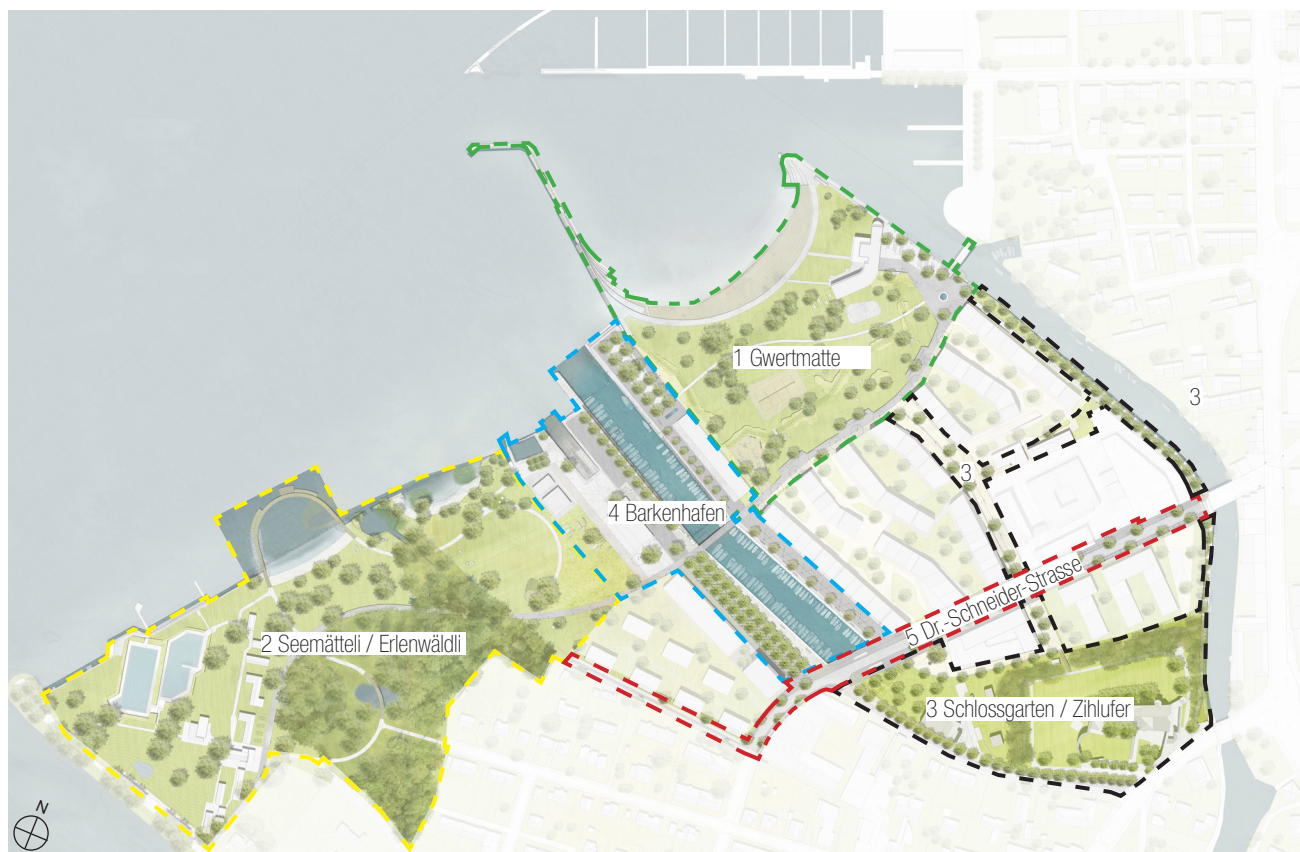 1 Gwertmatte
3
3
4 Barkenhafen
5 Dr.-Schneider-Strasse
2 Seemätteli / Erlenwäldli
3 Schlossgarten / Zihlufer
N